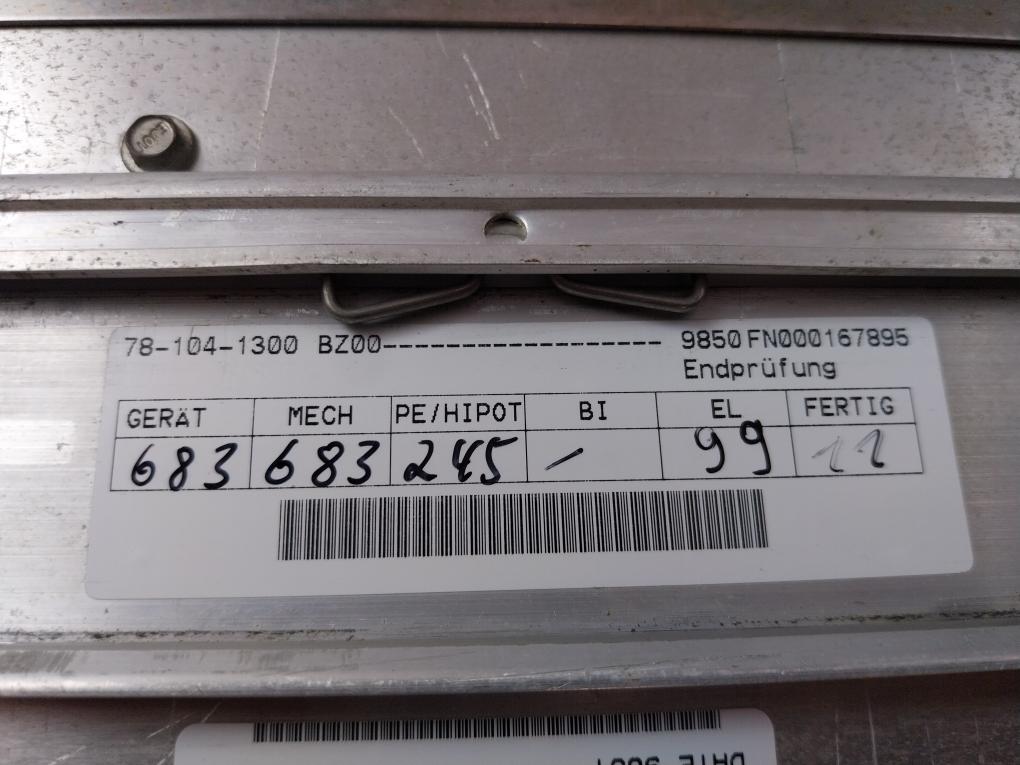 78-104-1300 BZ00------------------ 9850 FN000167895
Endprüfung
GERÄT MECH PE/HIPOT BI EL FERTIG
683 683 245 - 99 11
DATE